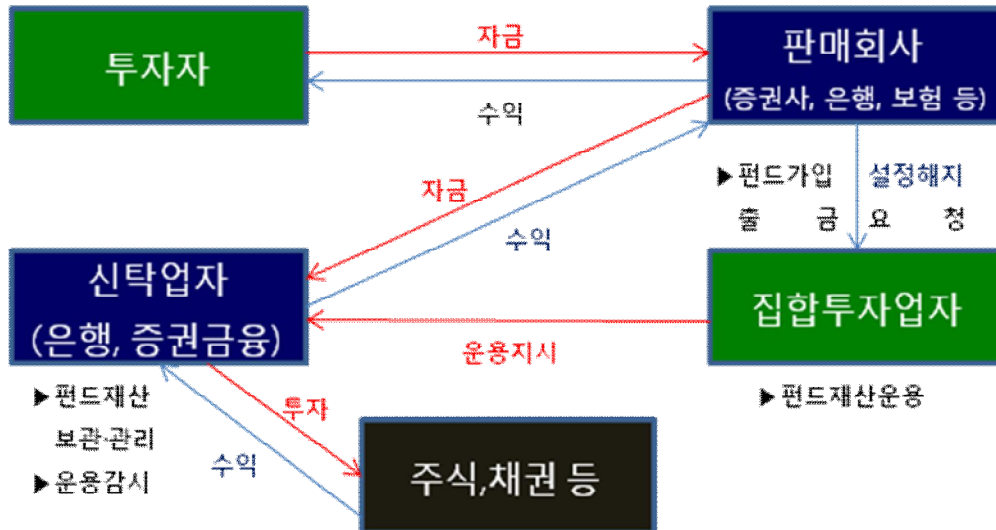 투자자
자금
수익
판매회사
(증권사, 은행, 보험 등)
▶펀드가입 설정해지
출 금 요 청
자금
수익
신탁업자
(은행, 증권금융)
운용지시
집합투자업자
▶펀드재산
보관·관리
▶운용감시
투자
수익
▶펀드재산운용
주식,채권 등